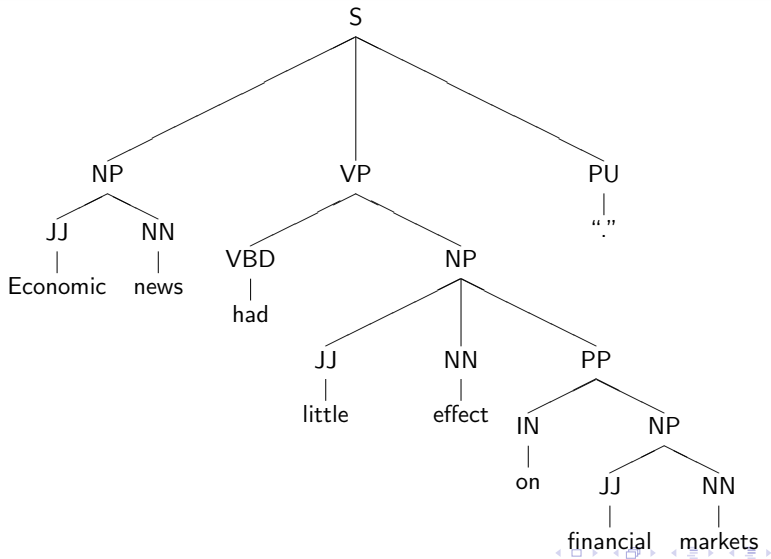 S
NP VP PU
“.”
JJ NN
Economic news
VBD NP
had
JJ NN PP
little effect
IN NP
on
JJ NN
financial markets